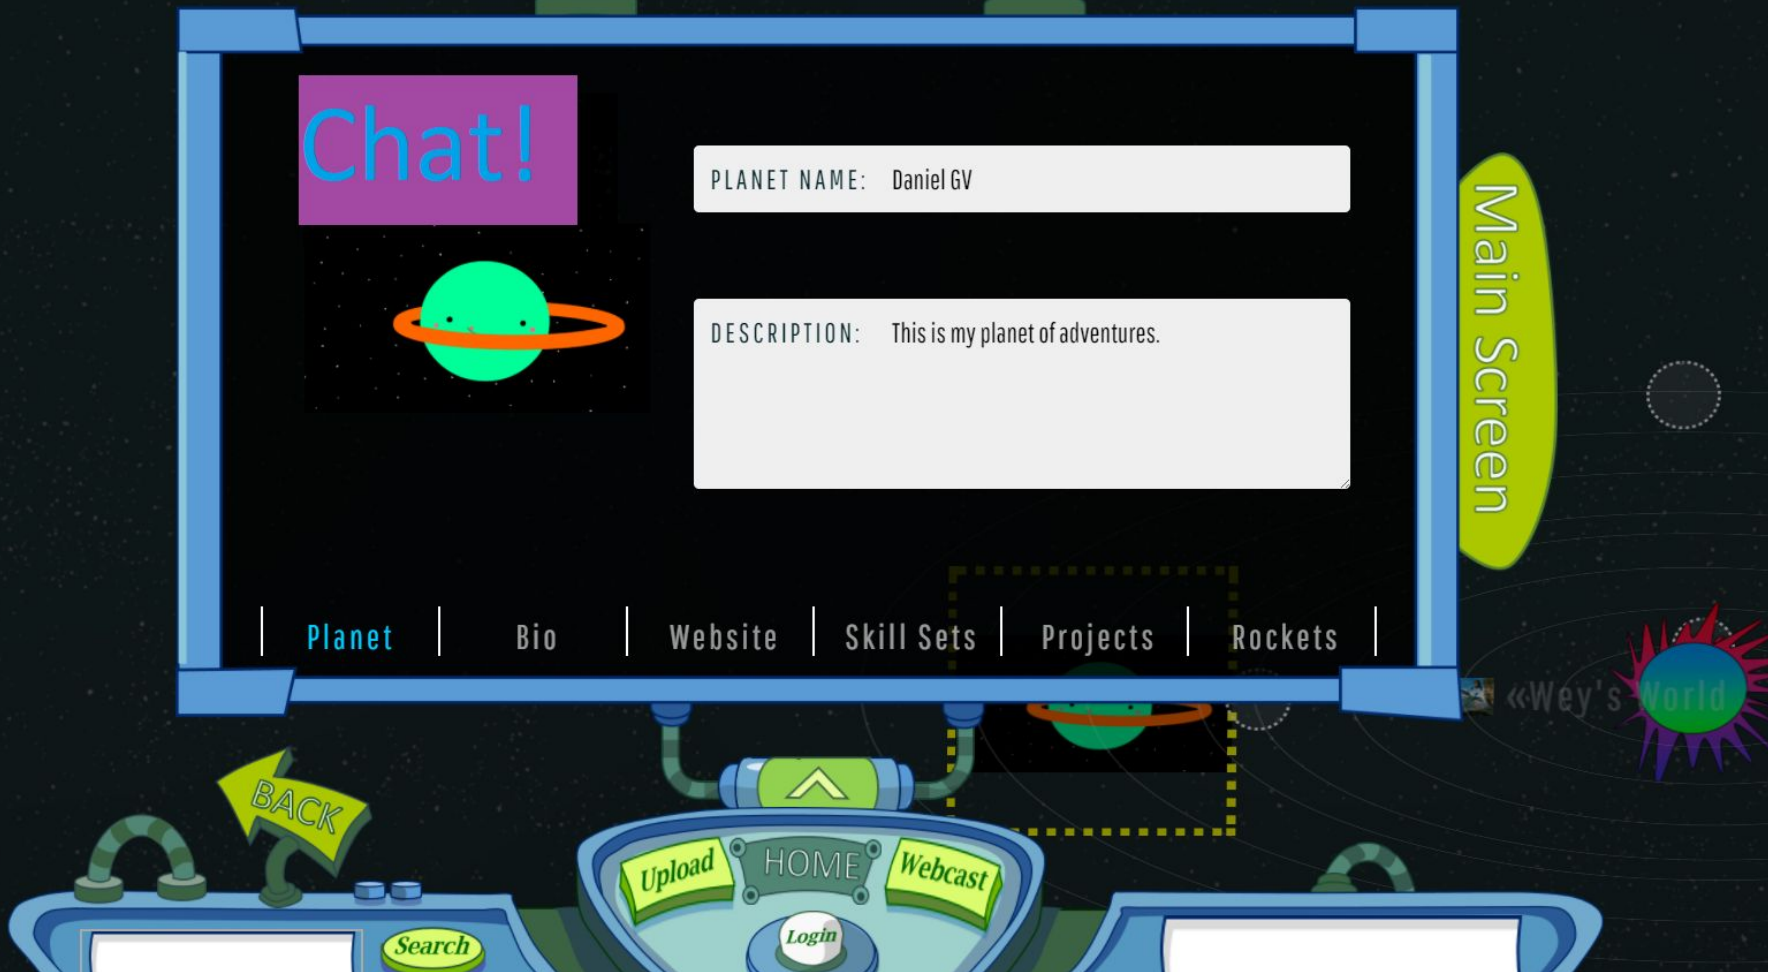 Chat!
PLANET NAME: Daniel GV
DESCRIPTION: This is my planet of adventures.
Main Screen
Planet
Bio
Website
Skill Sets
Projects
Rockets
«Wey's World
BACK
Upload
HOME
Webcast
Login
Search